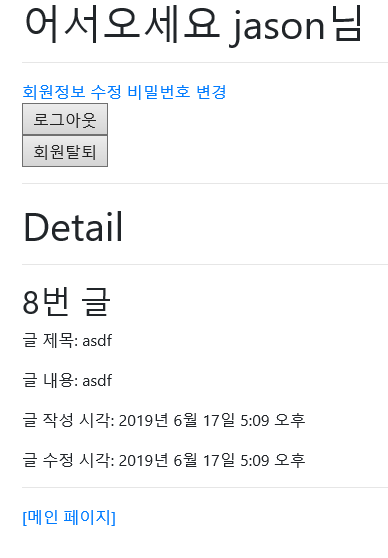 어서오세요 jason님
회원정보 수정 비밀번호 변경
로그아웃
회원탈퇴
Detail
8번 글
글 제목: asdf
글 내용: asdf
글 작성 시각: 2019년 6월 17일 5:09 오후
글 수정 시각: 2019년 6월 17일 5:09 오후
[메인 페이지]